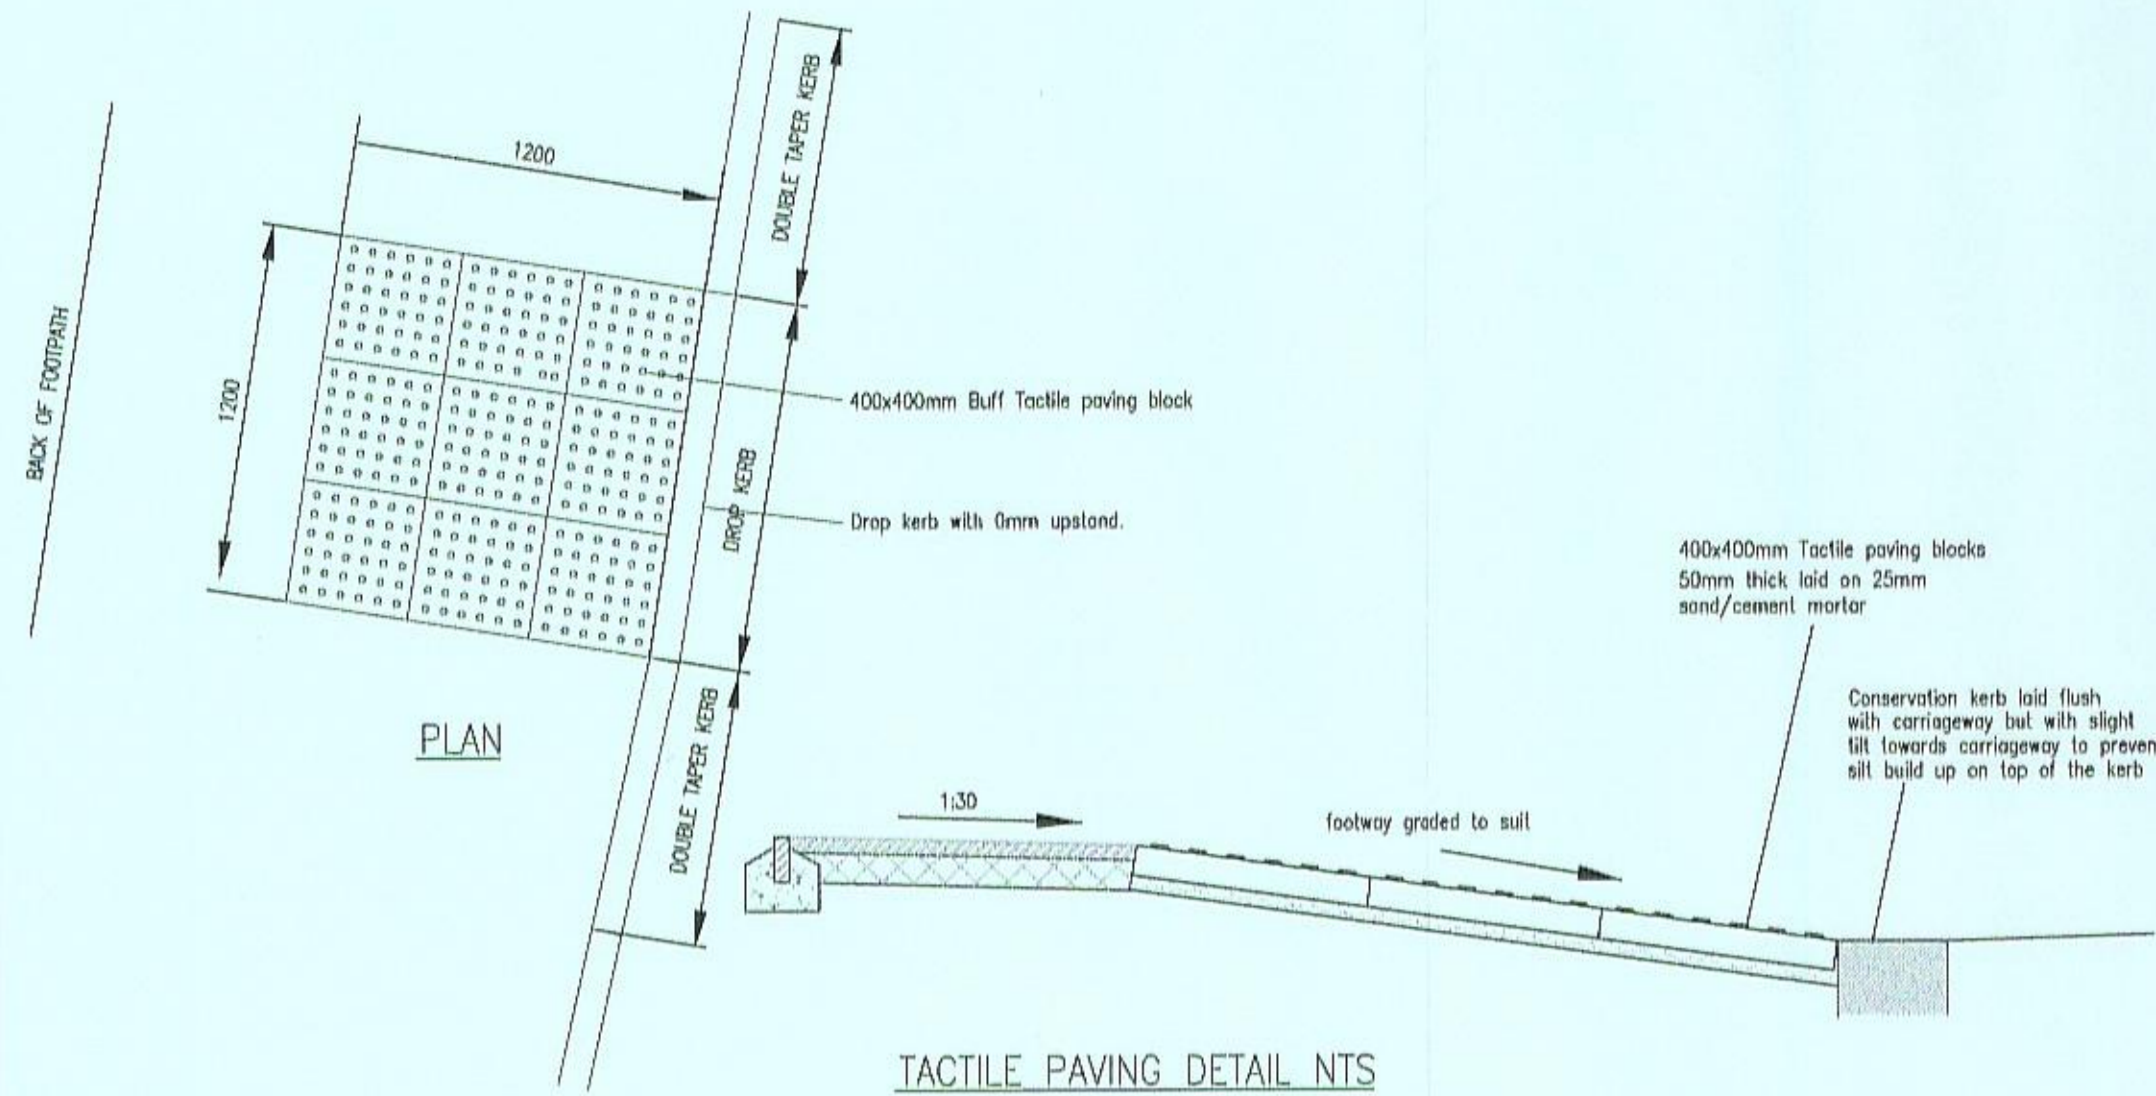 BACK OF FOOTPATH
1200
1200
DOUBLE TAPER KERB
DROP KERB
DOUBLE TAPER KERB
400x400mm Buff Tactile paving block
Drop kerb with 0mm upstand.
PLAN
400x400mm Tactile paving blocks
50mm thick laid on 25mm
sand/cement mortar
Conservation kerb laid flush
with carriageway but with slight
tilt towards carriageway to preven
silt build up on top of the kerb
1:30
footway graded to suit
TACTILE PAVING DETAIL NTS